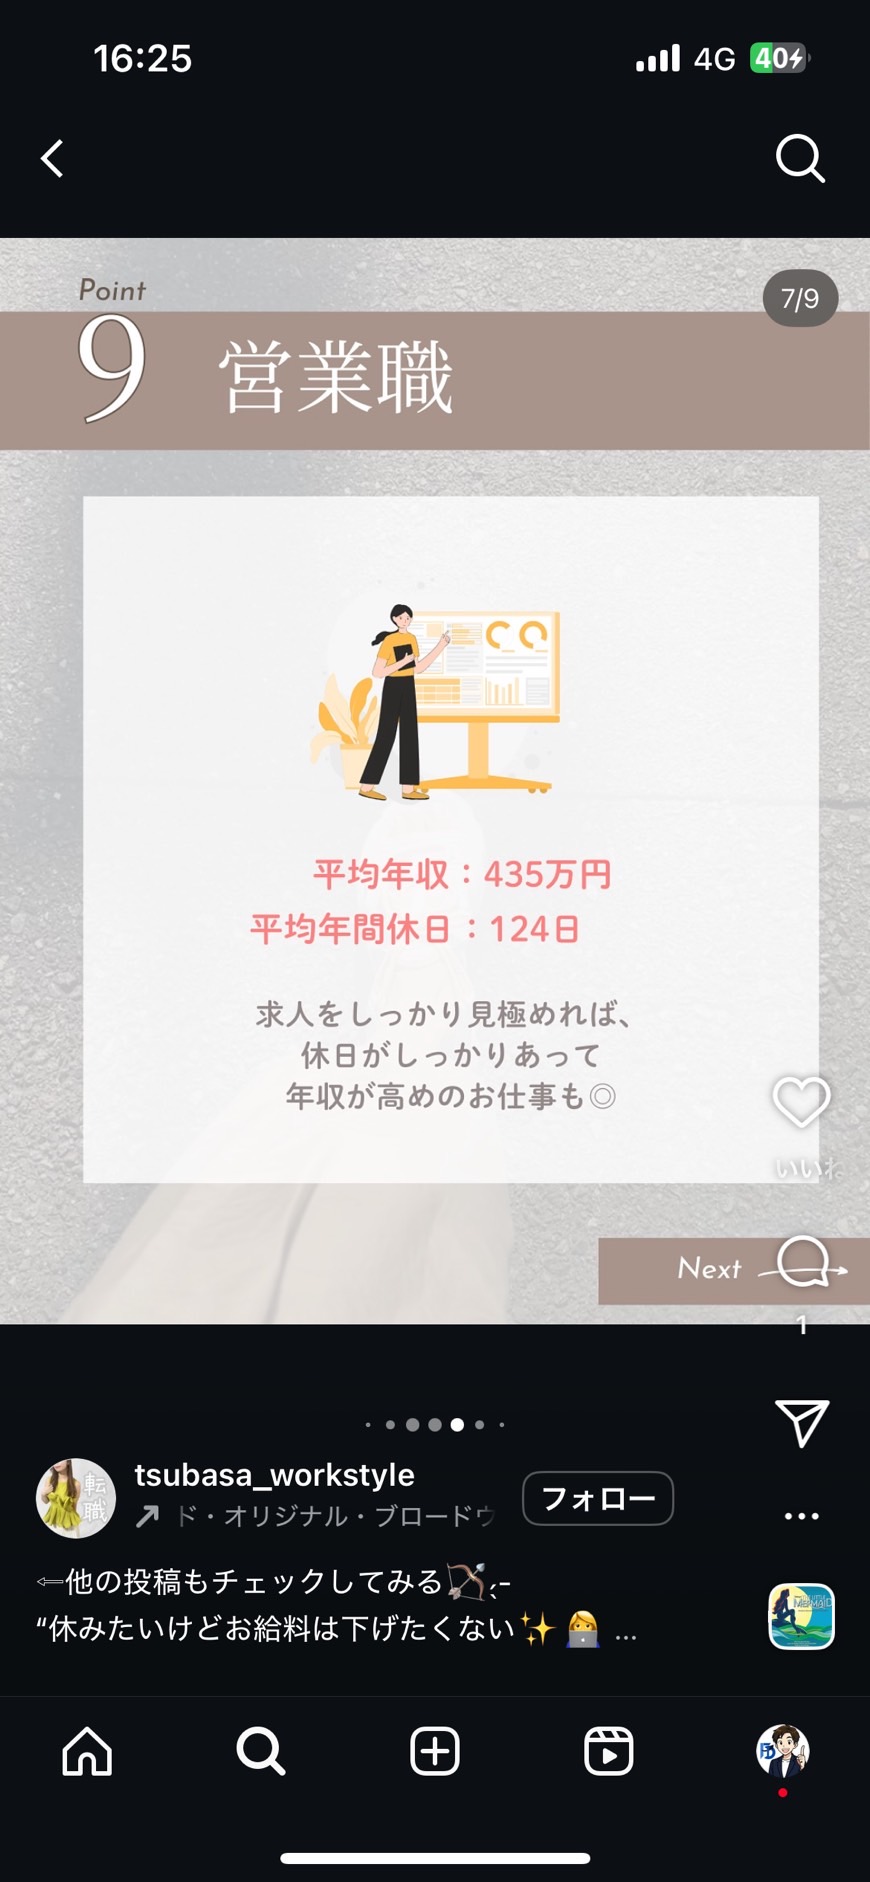 16:25
4G
40
Point
7/9
9 営業職
平均年収：435万円
平均年間休日：124日
求人をしっかり見極めれば、
休日がしっかりあって
年収が高めのお仕事も◎
いいね
Next
1
転職
tsubasa_workstyle
ド・オリジナル・ブロードウ
フォロー
⇐他の投稿もチェックしてみる🏹 ˎˊ˗
“休みたいけどお給料は下げたくない✨👩‍💻 ...
MERMAID